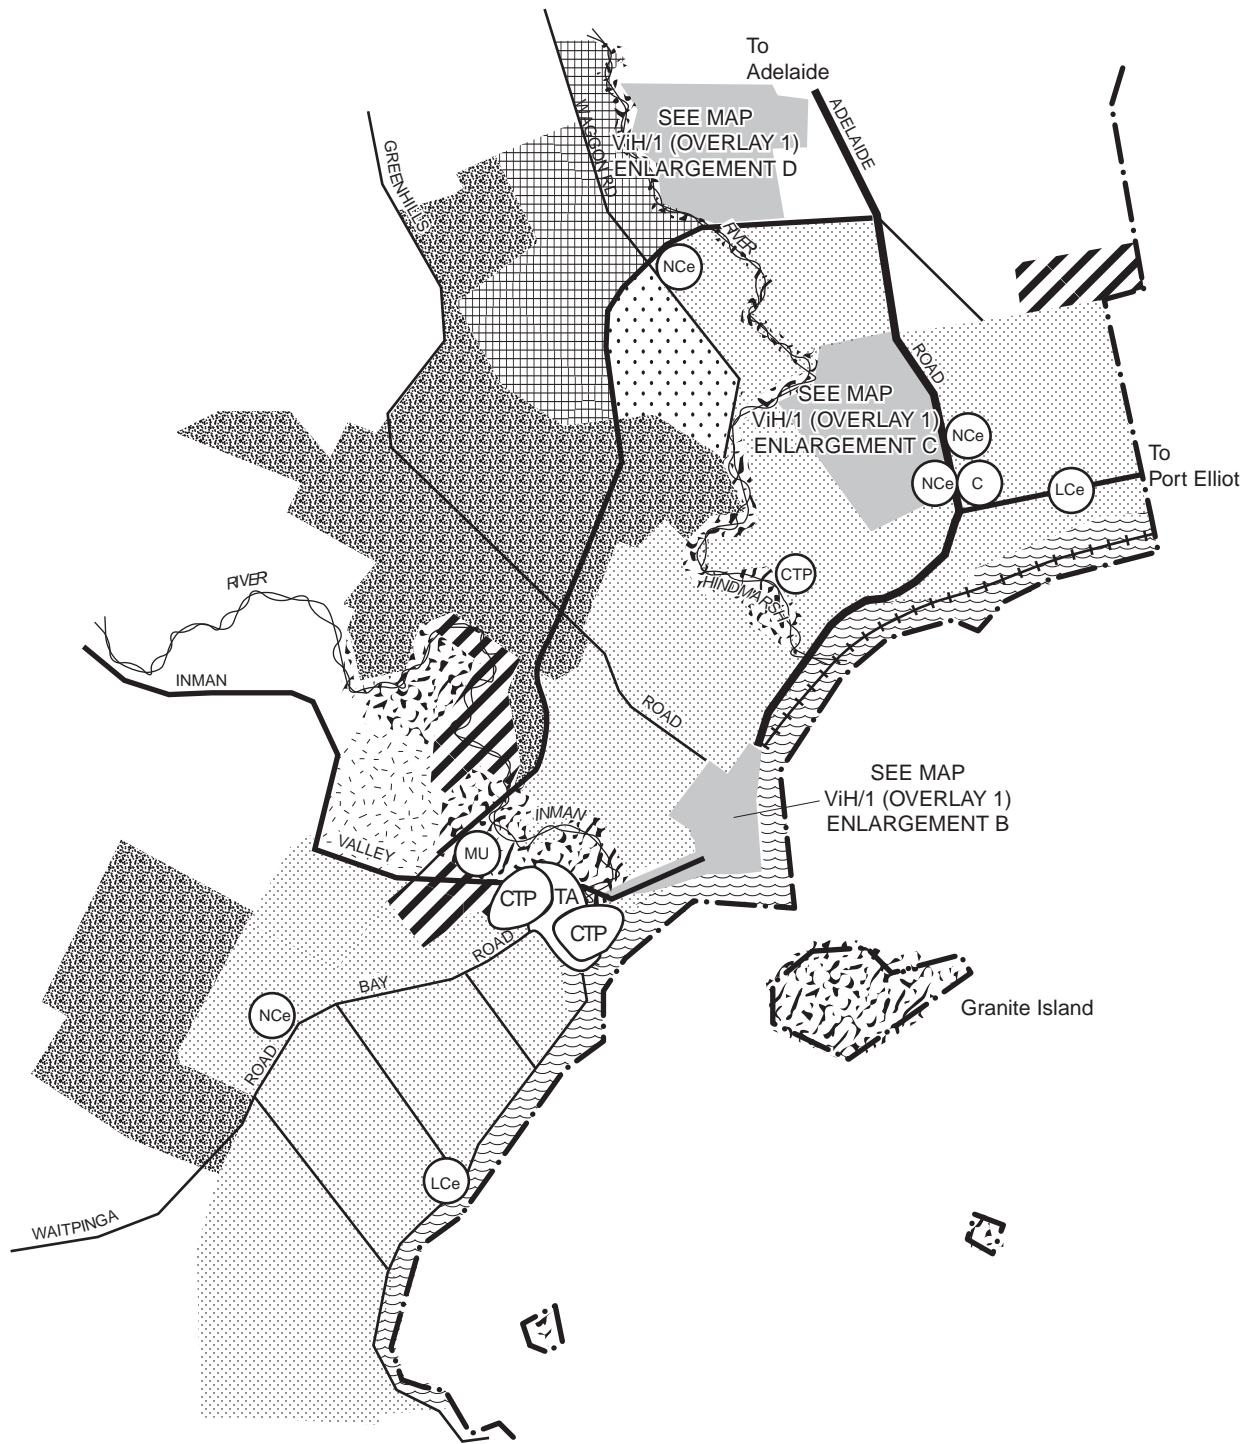 To
Adelaide
ADELAIDE
WAGGON RD
SEE MAP
ViH/1 (OVERLAY 1)
ENLARGEMENT D
GREENHILLS
RIVER
NCe
ROAD
SEE MAP
ViH/1 (OVERLAY 1)
ENLARGEMENT C
NCe
To
Port Elliot
NCe
C
LCe
CTP
HINDMARSH
RIVER
INMAN
ROAD
SEE MAP
ViH/1 (OVERLAY 1)
ENLARGEMENT B
INMAN
VALLEY
MU
CTP
TA
CTP
ROAD
BAY
NCe
ROAD
Granite Island
LCe
WAITPINGA